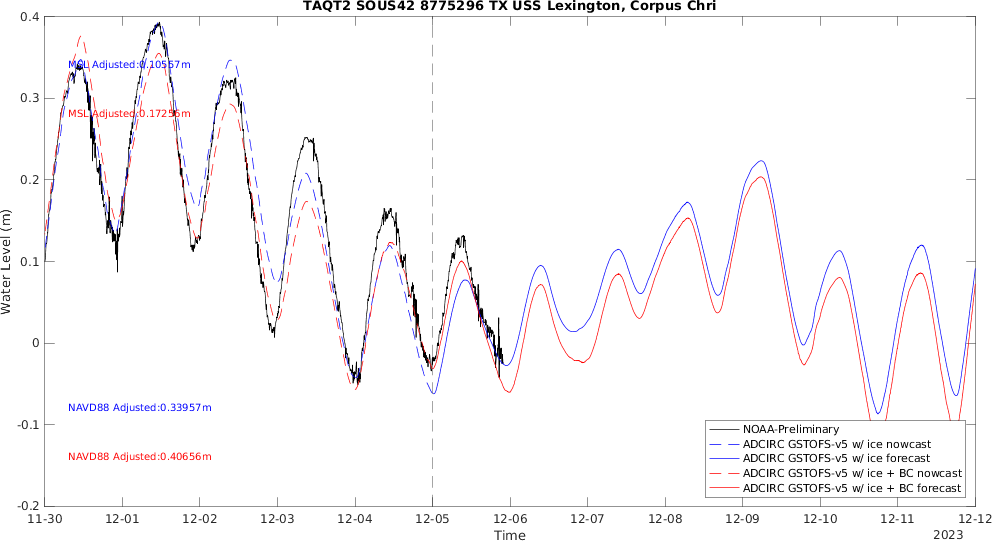 TAQT2 SOUS42 8775296 TX USS Lexington, Corpus Chri
0.4
0.3
0.2
0.1
0
-0.1
-0.2
Water Level (m)
MSL Adjusted:0.10557m
MSL Adjusted:0.17256m
NAVD88 Adjusted:0.33957m
NAVD88 Adjusted:0.40656m
NOAA-Preliminary
ADCIRC GSTOFS-v5 w/ ice nowcast
ADCIRC GSTOFS-v5 w/ ice forecast
ADCIRC GSTOFS-v5 w/ ice + BC nowcast
ADCIRC GSTOFS-v5 w/ ice + BC forecast
11-30 12-01 12-02 12-03 12-04 12-05 12-06 12-07 12-08 12-09 12-10 12-11 12-12
Time
2023